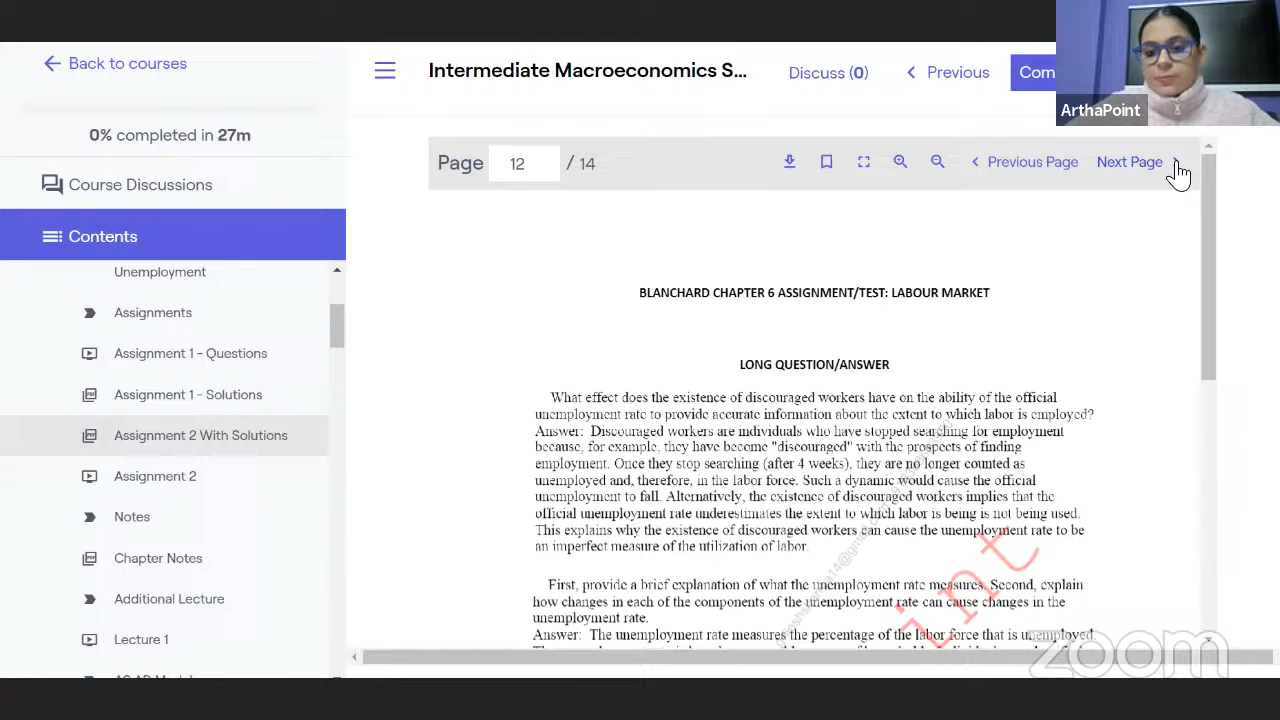 Back to courses
0% completed in 27m
Course Discussions
Contents
Unemployment
Assignments
Assignment 1 - Questions
Assignment 1 - Solutions
Assignment 2 With Solutions
Assignment 2
Notes
Chapter Notes
Additional Lecture
Lecture 1
Intermediate Macroeconomics S...
Discuss (0)
Previous
Com
ArthaPoint
Page 12 / 14
Previous Page
Next Page
BLANCHARD CHAPTER 6 ASSIGNMENT/TEST: LABOUR MARKET
LONG QUESTION/ANSWER
What effect does the existence of discouraged workers have on the ability of the official
unemployment rate to provide accurate information about the extent to which labor is employed?
Answer: Discouraged workers are individuals who have stopped searching for employment
because, for example, they have become "discouraged" with the prospects of finding
employment. Once they stop searching (after 4 weeks), they are no longer counted as
unemployed and, therefore, in the labor force. Such a dynamic would cause the official
unemployment to fall. Alternatively, the existence of discouraged workers implies that the
official unemployment rate underestimates the extent to which labor is being is not being used.
This explains why the existence of discouraged workers can cause the unemployment rate to be
an imperfect measure of the utilization of labor.
First, provide a brief explanation of what the unemployment rate measures. Second, explain
how changes in each of the components of the unemployment rate can cause changes in the
unemployment rate.
Answer: The unemployment rate measures the percentage of the labor force that is unemployed.
int
zoom